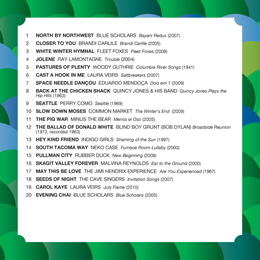 1 NORTH BY NORTHWEST BLUE SCHOLARS Bayani Redux (2007)
2 CLOSER TO YOU BRANDI CARLILE Brandi Carlile (2005)
3 WHITE WINTER HYMNAL FLEET FOXES Fleet Foxes (2008)
4 JOLENE RAY LAMONTAGNE Trouble (2004)
5 PASTURES OF PLENTY WOODY GUTHRIE Columbia River Songs (1941)
6 CAST A HOOK IN ME LAURA VEIRS Saltbreakers (2007)
7 SPACE NEEDLE DANÇOU EDUARDO MENDONÇA Dois em 1 (2009)
8 BACK AT THE CHICKEN SHACK QUINCY JONES & HIS BAND Quincy Jones Plays the
Hip Hits (1963)
9 SEATTLE PERRY COMO Seattle (1969)
10 SLOW DOWN MOSES COMMON MARKET The Winter's End (2009)
11 THE PIG WAR MINUS THE BEAR Menos el Oso (2005)
12 THE BALLAD OF DONALD WHITE BLIND BOY GRUNT (BOB DYLAN) Broadside Reunion
(1973, recorded 1962)
13 HEY KIND FRIEND INDIGO GIRLS Shaming of the Sun (1997)
14 SOUTH TACOMA WAY NEKO CASE Furnace Room Lullaby (2000)
15 PULLMAN CITY RUBBER DUCK New Beginning (2008)
16 SKAGIT VALLEY FOREVER MALVINA REYNOLDS Ear to the Ground (2000)
17 MAY THIS BE LOVE THE JIMI HENDRIX EXPERIENCE Are You Experienced (1967)
18 SEEDS OF NIGHT THE CAVE SINGERS Invitation Songs (2007)
19 CAROL KAYE LAURA VEIRS July Flame (2010)
20 EVENING CHAI BLUE SCHOLARS Blue Scholars (2005)